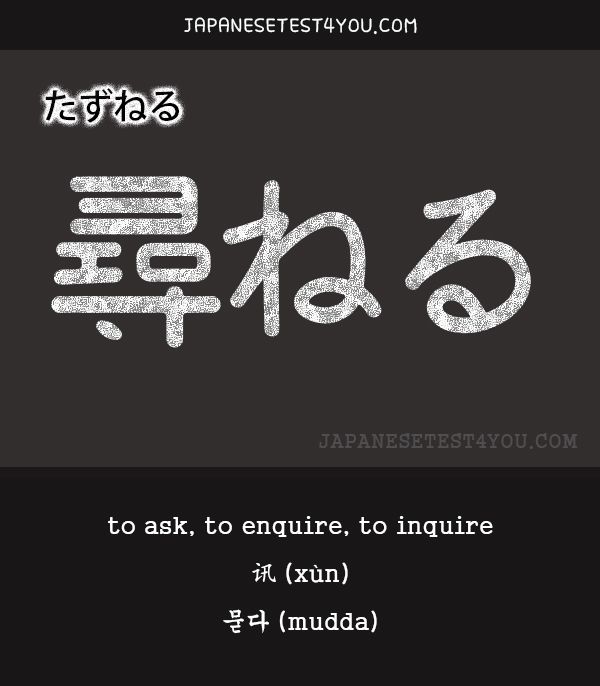 JAPANESETEST4YOU.COM
たずねる
尋ねる
JAPANESETEST4YOU.COM
to ask, to enquire, to inquire
讯 (xùn)
묻다 (mudda)